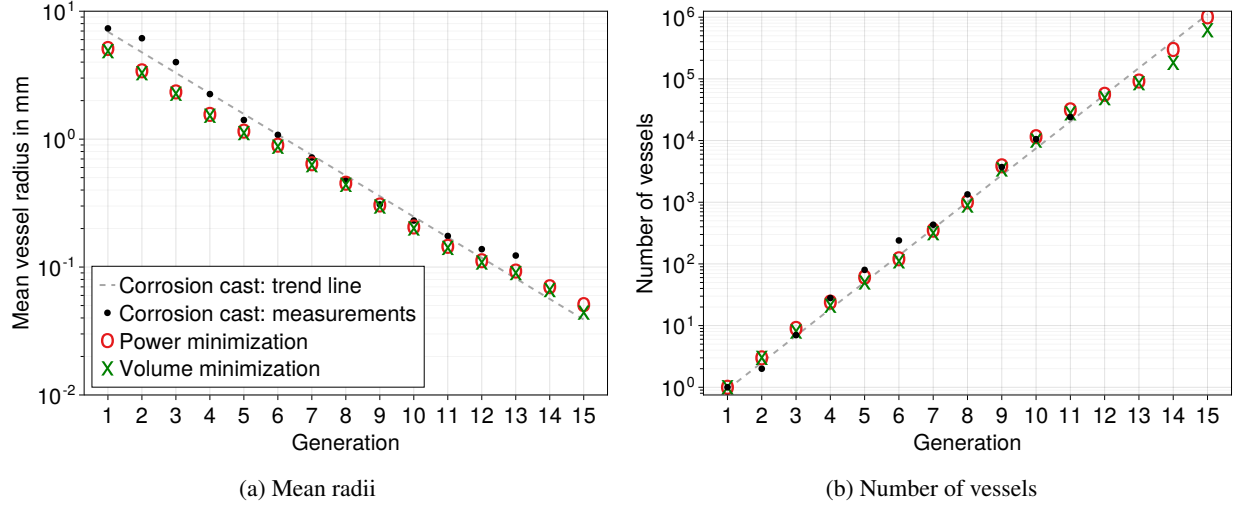 Mean vessel radius in mm
10^1
10^0
10^-1
10^-2
Corrosion cast: trend line
Corrosion cast: measurements
Power minimization
Volume minimization
1 2 3 4 5 6 7 8 9 10 11 12 13 14 15
Generation
(a) Mean radii
Number of vessels
10^6
10^5
10^4
10^3
10^2
10^1
10^0
1 2 3 4 5 6 7 8 9 10 11 12 13 14 15
Generation
(b) Number of vessels